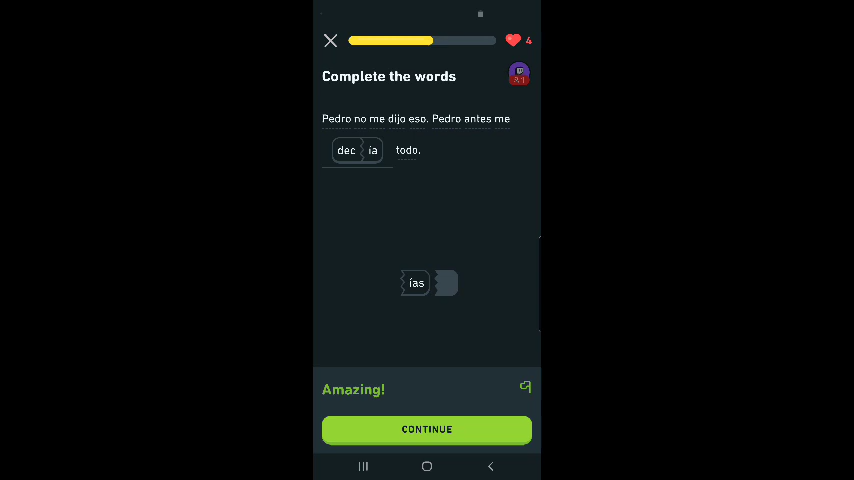 4
Complete the words
Pedro no me dijo eso. Pedro antes me
dec ía todo.
ías
Amazing!
CONTINUE